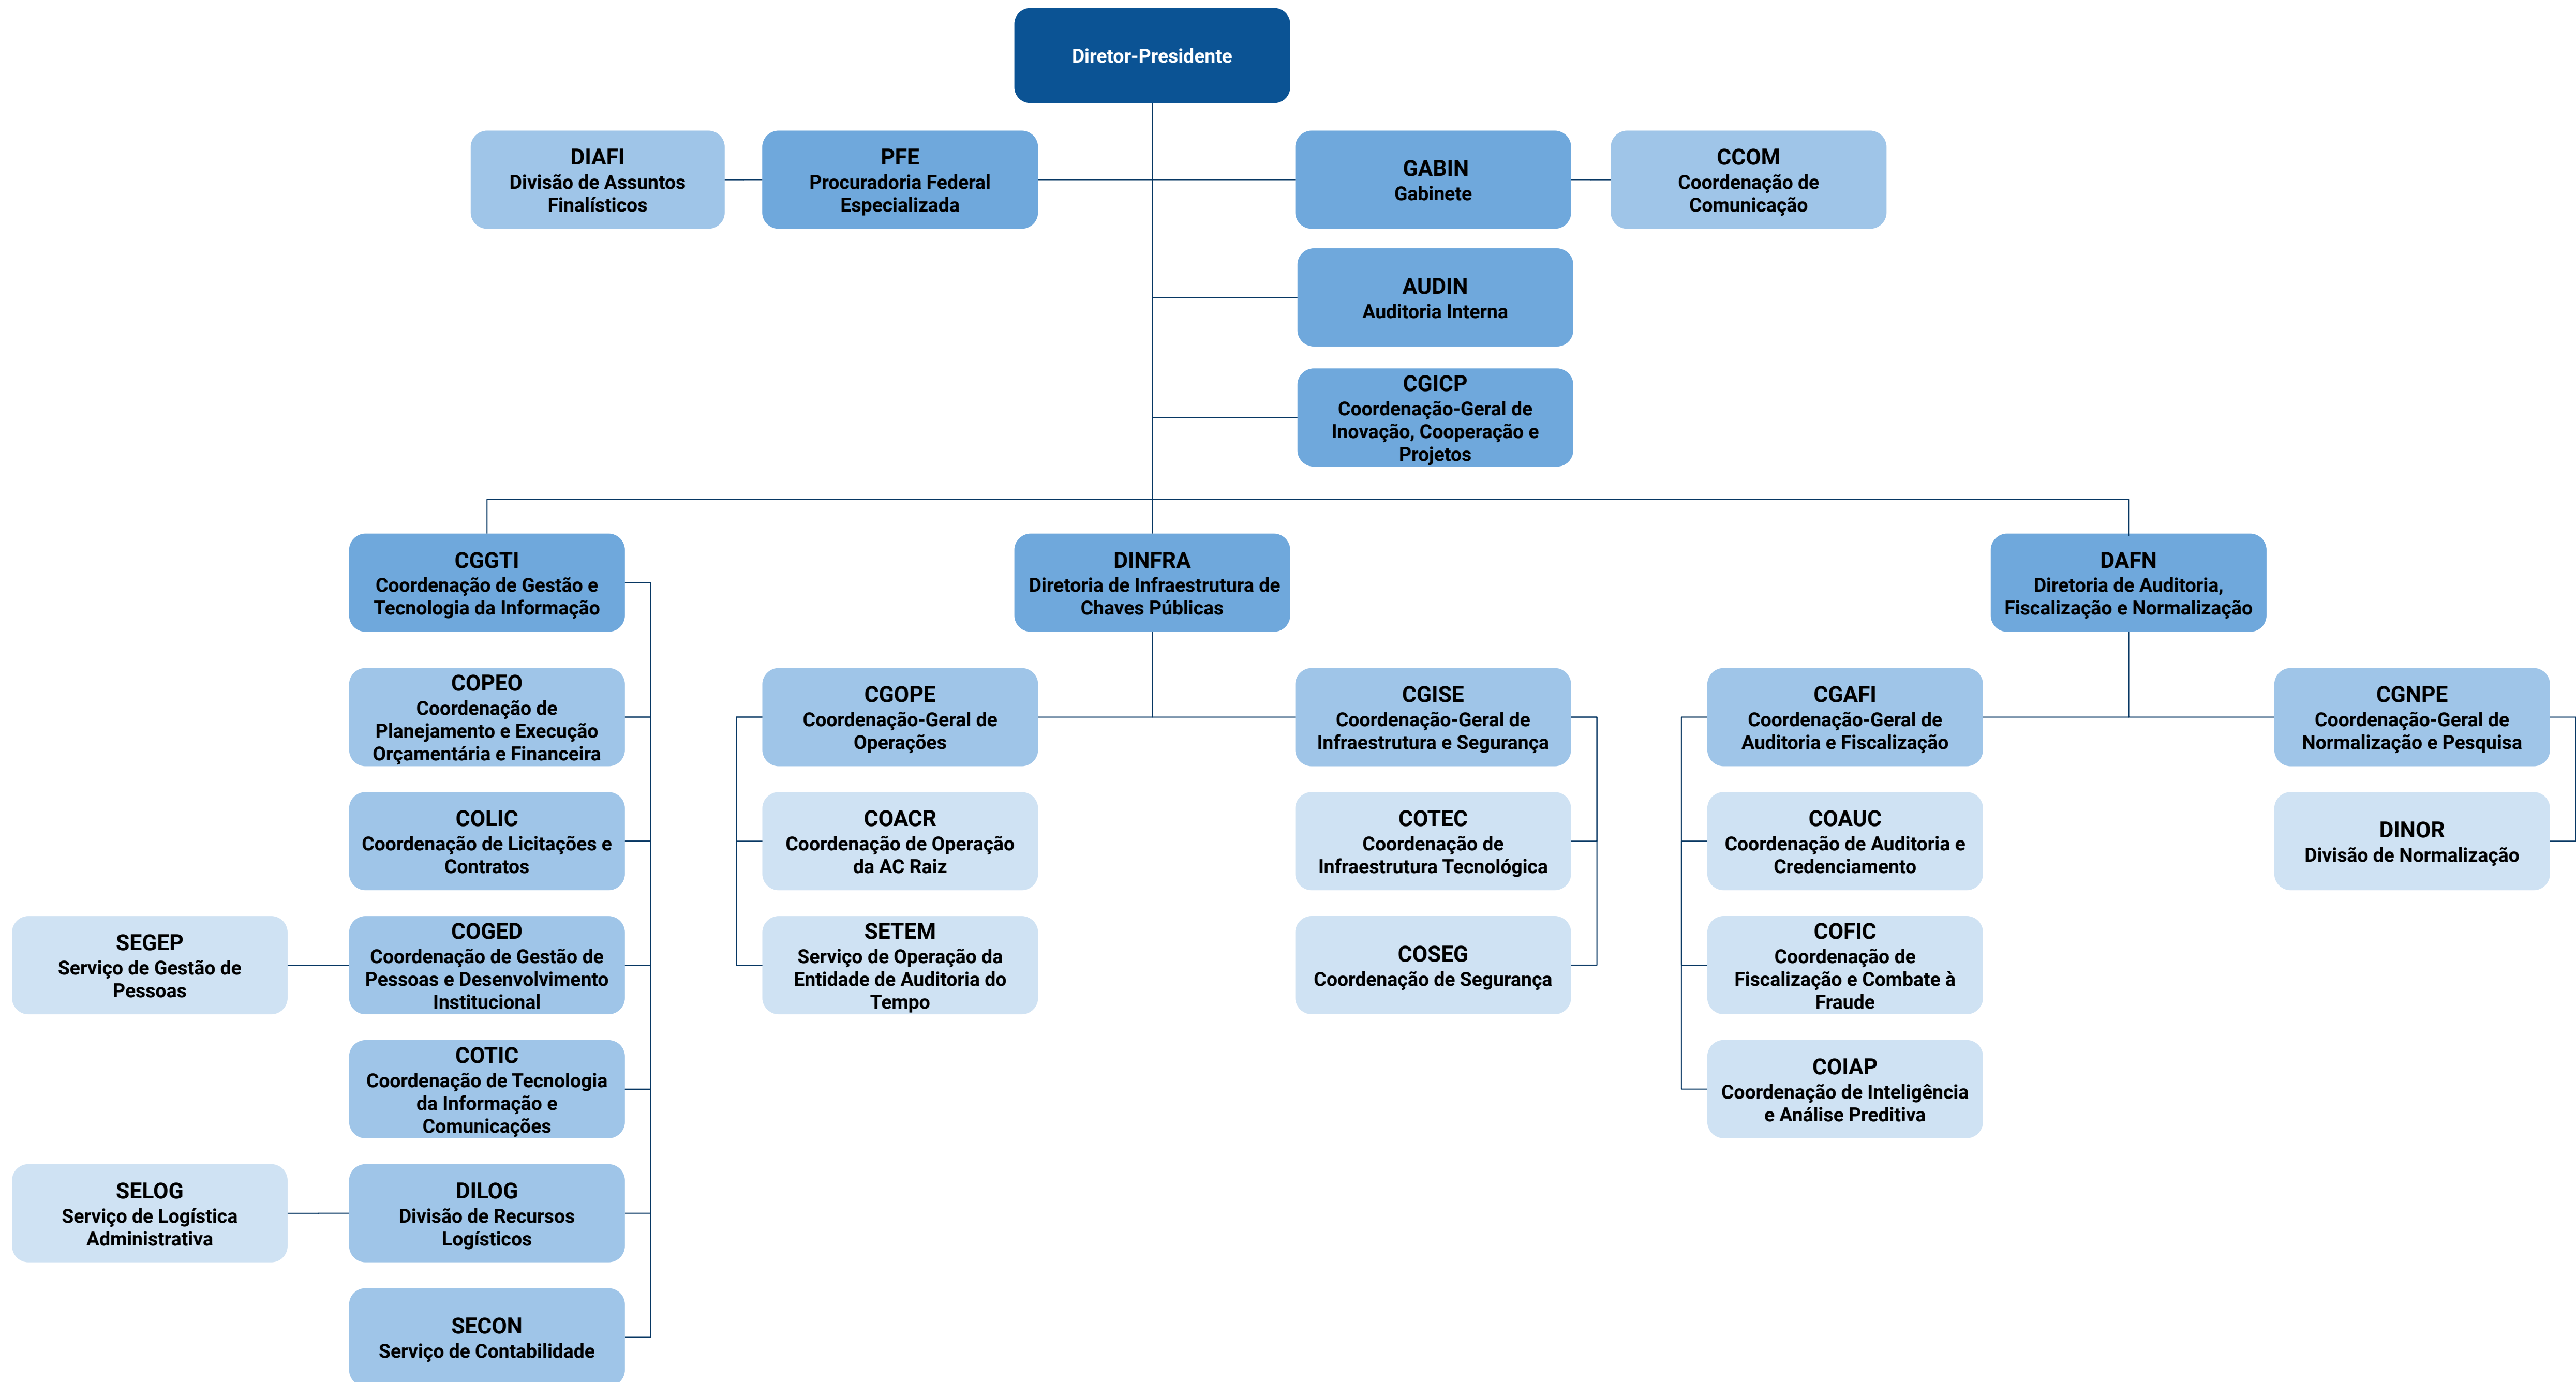 Diretor-Presidente
DIAFI
Divisão de Assuntos
Finalísticos
PFE
Procuradoria Federal
Especializada
GABIN
Gabinete
CCOM
Coordenação de
Comunicação
AUDIN
Auditoria Interna
CGICP
Coordenação-Geral de
Inovação, Cooperação e
Projetos
CGGTI
Coordenação de Gestão e
Tecnologia da Informação
DINFRA
Diretoria de Infraestrutura de
Chaves Públicas
DAFN
Diretoria de Auditoria,
Fiscalização e Normalização
COPEO
Coordenação de
Planejamento e Execução
Orçamentária e Financeira
CGOPE
Coordenação-Geral de
Operações
CGISE
Coordenação-Geral de
Infraestrutura e Segurança
CGAFI
Coordenação-Geral de
Auditoria e Fiscalização
CGNPE
Coordenação-Geral de
Normalização e Pesquisa
COLIC
Coordenação de Licitações e
Contratos
COACR
Coordenação de Operação
da AC Raiz
COTEC
Coordenação de
Infraestrutura Tecnológica
COAUC
Coordenação de Auditoria e
Credenciamento
DINOR
Divisão de Normalização
SEGEP
Serviço de Gestão de
Pessoas
COGED
Coordenação de Gestão de
Pessoas e Desenvolvimento
Institucional
SETEM
Serviço de Operação da
Entidade de Auditoria do
Tempo
COSEG
Coordenação de Segurança
COFIC
Coordenação de
Fiscalização e Combate à
Fraude
COTIC
Coordenação de Tecnologia
da Informação e
Comunicações
COIAP
Coordenação de Inteligência
e Análise Preditiva
SELOG
Serviço de Logística
Administrativa
DILOG
Divisão de Recursos
Logísticos
SECON
Serviço de Contabilidade